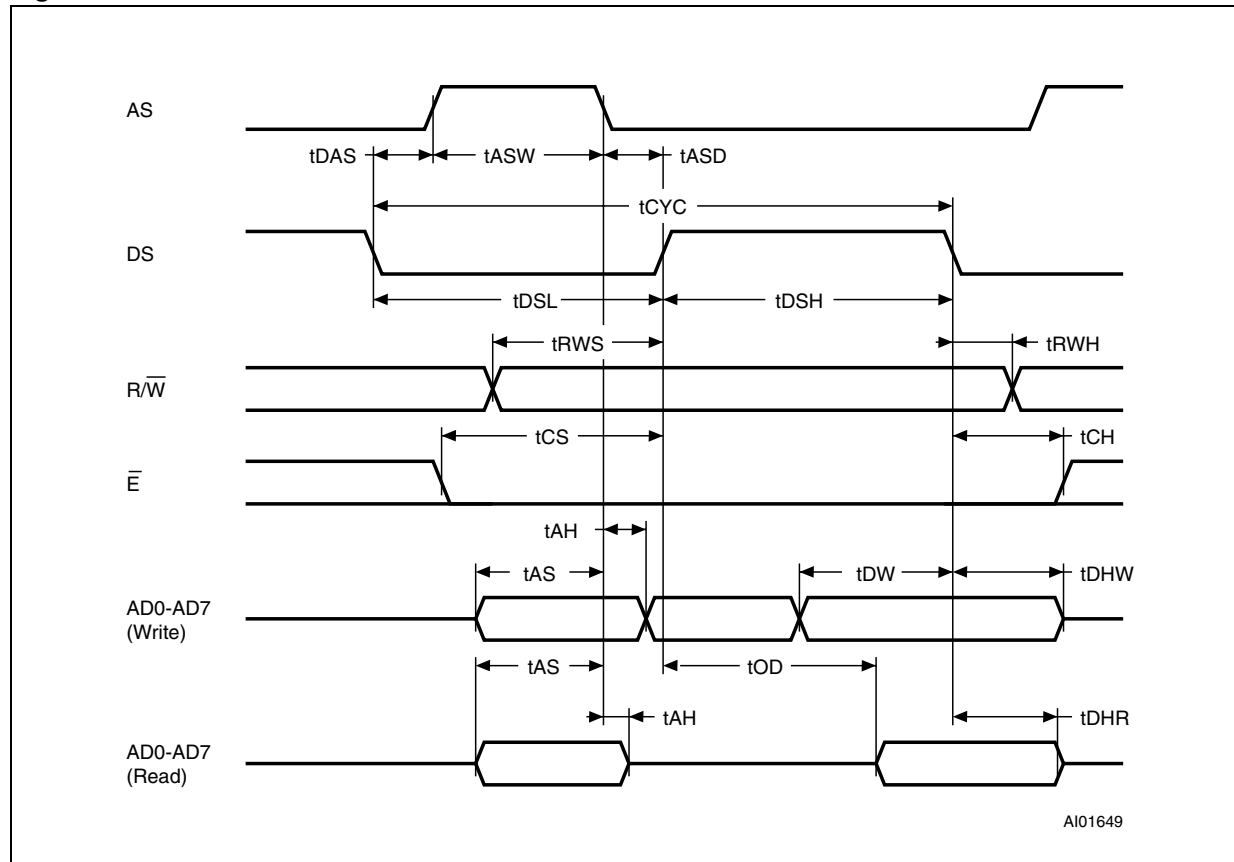 AS
tDAS tASW tASD
tCYC
DS
tDSL tDSH
tRWS tRWH
R/W̅
tCS tCH
E̅
tAH
tAS tDW tDHW
AD0-AD7
(Write)
tAS tOD
tAH tDHR
AD0-AD7
(Read)
AI01649